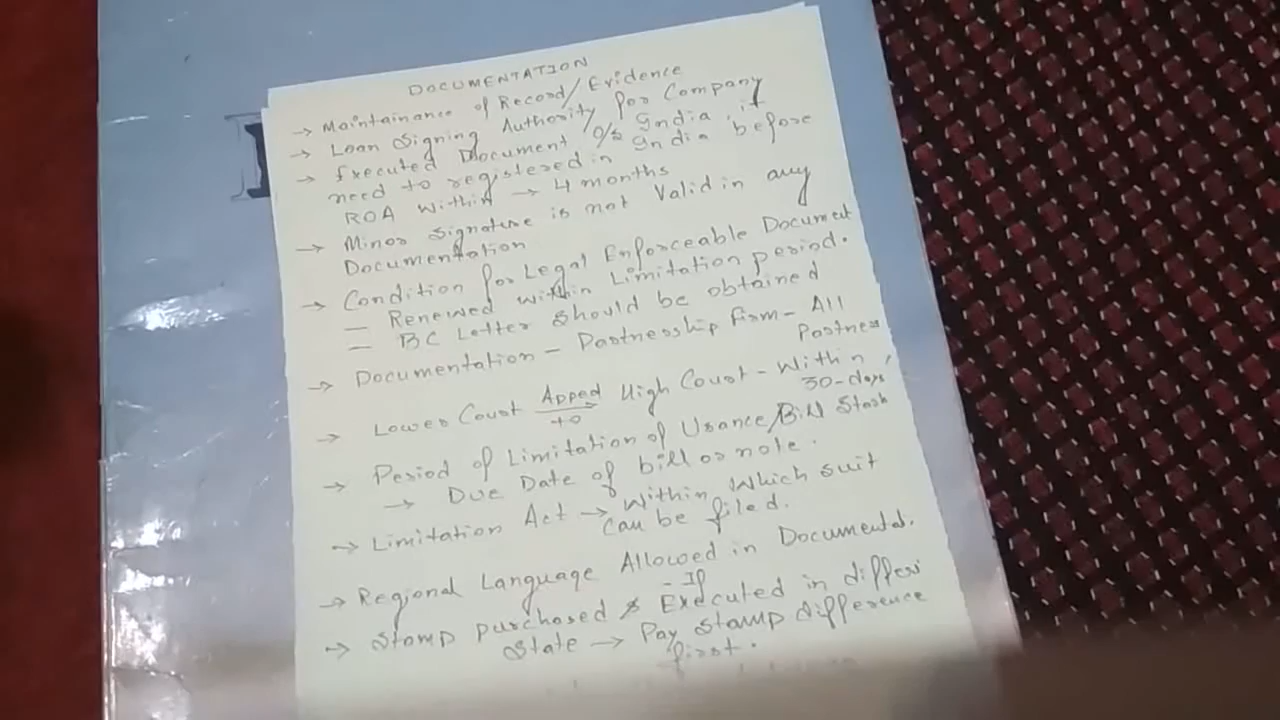 DOCUMENTATION
→ Maintainance of Record/Evidence
→ Loan Signing Authority for Company
→ Executed Document O/S India, it
need to registered in India before
ROA within → 4 months
→ Minor Signature is not Valid in any
Documentation
→ Condition for Legal Enforceable Document
— Renewed within Limitation period.
= BC Letter should be obtained
→ Documentation — Partnership firm — All
Partner
→ Lower Court Apped to High Court — within
30-days
→ Period of Limitation of Usance/Bill
→ Due Date of bill or note.
→ Limitation Act → within which suit
can be filed.
→ Regional Language Allowed in Documentat.
- If
→ Stamp purchased & Executed in differ
State → Pay Stamp difference
first.